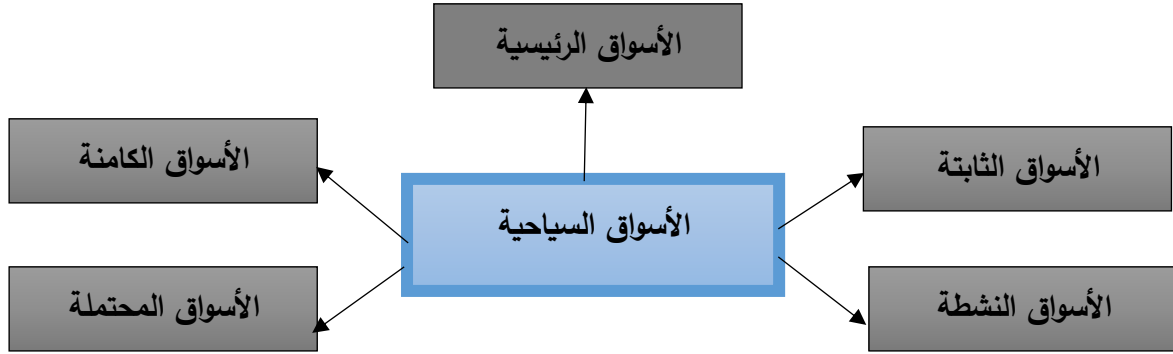 الأسواق الرئيسية
الأسواق الثابتة
الأسواق الكامنة
الأسواق السياحية
الأسواق النشطة
الأسواق المحتملة